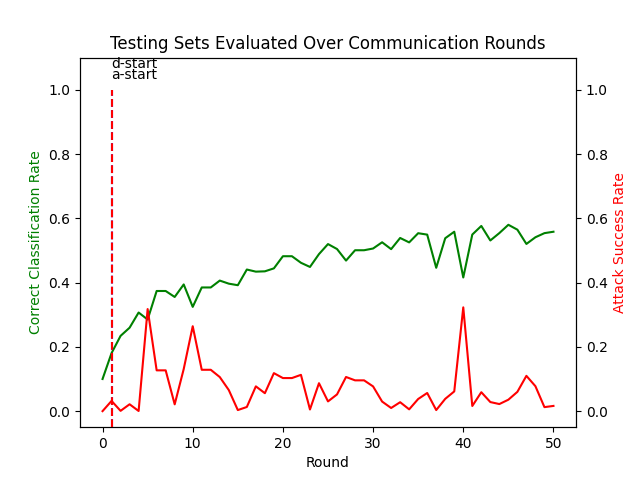 Testing Sets Evaluated Over Communication Rounds
d-start
a-start
1.0
0.8
0.6
0.4
0.2
0.0
Correct Classification Rate
1.0
0.8
0.6
0.4
0.2
0.0
Attack Success Rate
0 10 20 30 40 50
Round